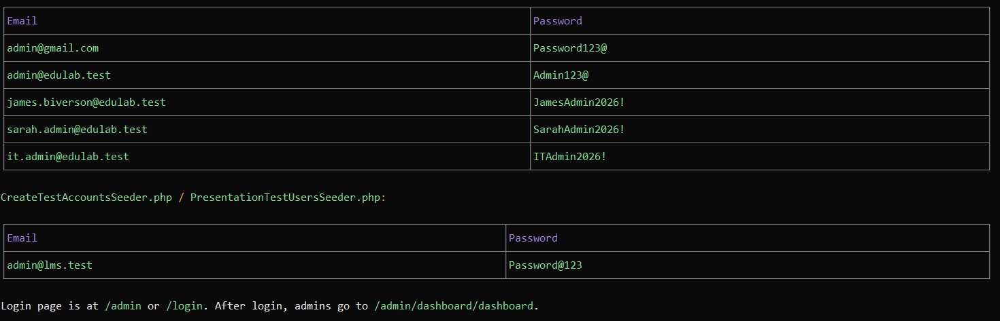 Email Password
admin@gmail.com Password123@
admin@edulab.test Admin123@
james.biverson@edulab.test JamesAdmin2026!
sarah.admin@edulab.test SarahAdmin2026!
it.admin@edulab.test ITAdmin2026!
CreateTestAccountsSeeder.php / PresentationTestUsersSeeder.php:
Email Password
admin@lms.test Password@123
Login page is at /admin or /login. After login, admins go to /admin/dashboard/dashboard.